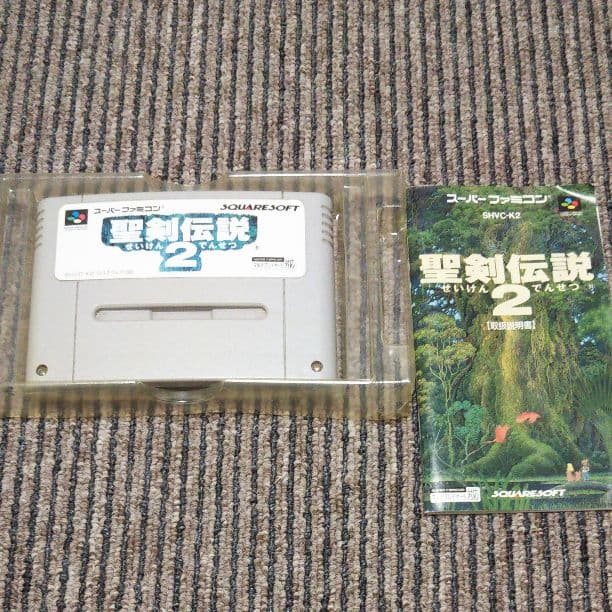 スーパーファミコン
SQUARESOFT
聖剣伝説
せいけん でんせつ
2
スーパーファミコン
SHVC-K2
聖剣伝説
せいけん でんせつ
2
【取扱説明書】
SQUARESOFT